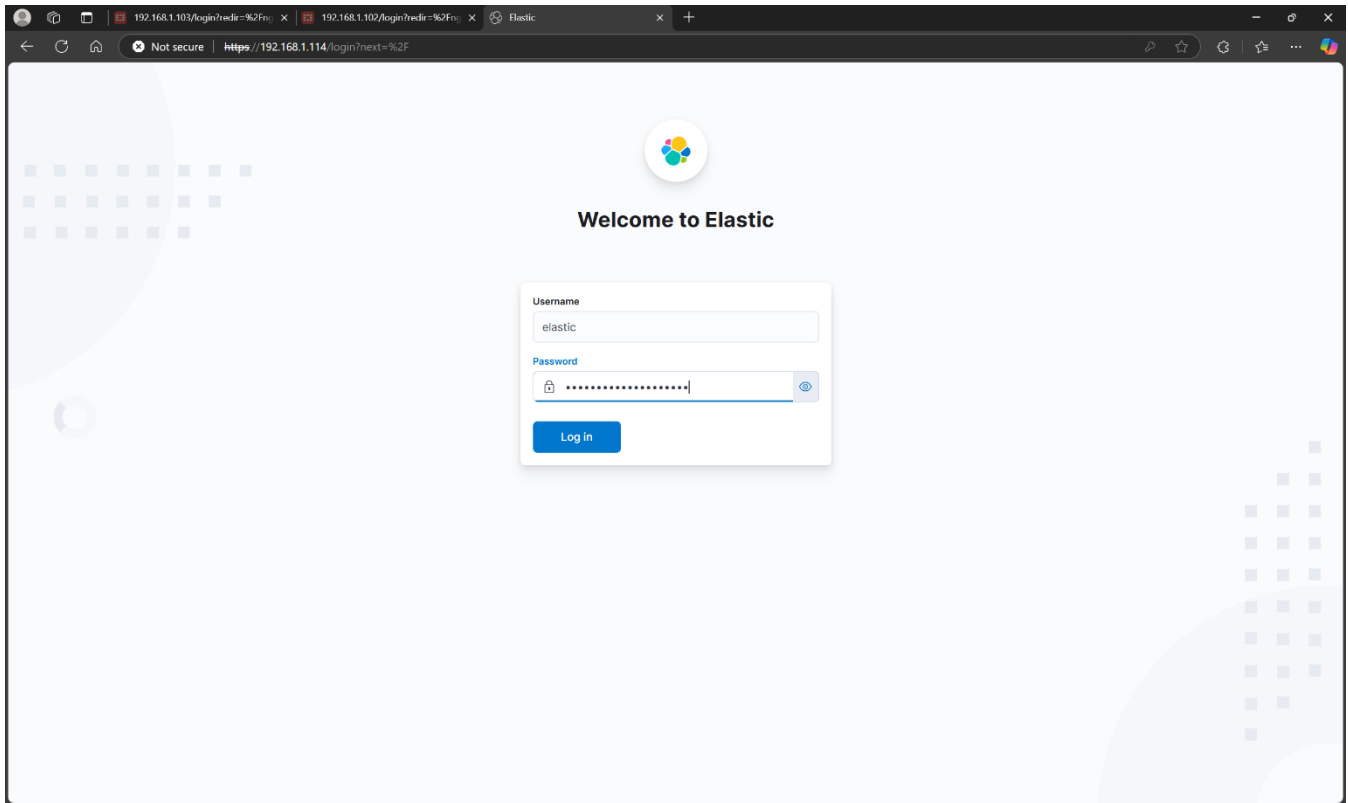 192.168.1.103/login?redir=%2Fng
192.168.1.102/login?redir=%2Fng
Elastic
Not secure
https://192.168.1.114/login?next=%2F
Welcome to Elastic
Username
elastic
Password
Log in